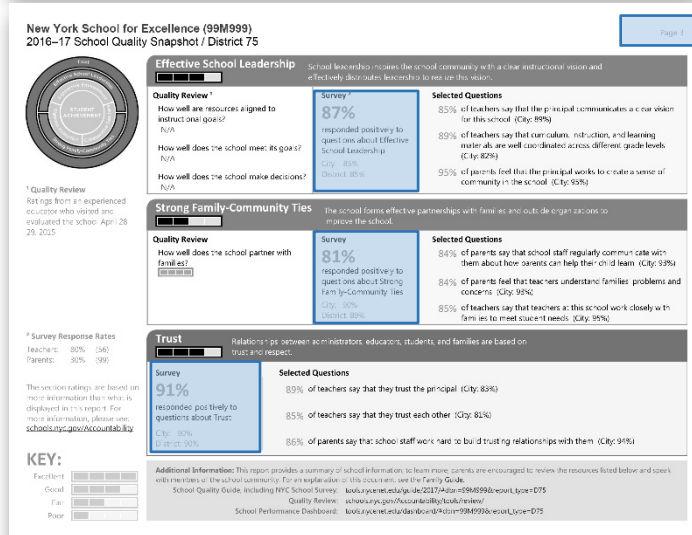 New York School for Excellence (99M999)
2016–17 School Quality Snapshot / District 75
Page 4
Effective School Leadership
School leadership inspires the school community with a clear instructional vision and
effectively distributes leadership to realize this vision.
Quality Review ¹
How well are resources aligned to
instructional goals?
N/A
How well does the school meet its goals?
N/A
How well does the school make decisions?
N/A
Survey ²
87%
responded positively to
questions about Effective
School Leadership
City: 85%
District: 85%
Selected Questions
85% of teachers say that the principal communicates a clear vision
for this school (City: 89%)
89% of teachers say that curriculum, instruction, and learning
materials are well coordinated across different grade levels
(City: 82%)
95% of parents feel that the principal works to create a sense of
community in the school (City: 95%)
STUDENT
ACHIEVEMENT
¹ Quality Review
Ratings from an experienced
educator who visited and
evaluated the school April 28
29, 2015
Strong Family-Community Ties
The school forms effective partnerships with families and outside organizations to
improve the school.
Quality Review
How well does the school partner with
families?
Survey
81%
responded positively to
questions about Strong
Family-Community Ties
City: 90%
District: 89%
Selected Questions
84% of parents say that school staff regularly communicate with
them about how parents can help their child learn (City: 93%)
84% of parents feel that teachers understand families' problems and
concerns (City: 93%)
85% of teachers say that teachers at this school work closely with
families to meet student needs (City: 95%)
² Survey Response Rates
Teachers: 80% (56)
Parents: 30% (99)
The section ratings are based on
more information than what is
displayed in this report. For
more information, please see:
schools.nyc.gov/Accountability
Trust
Relationships between administrators, educators, students, and families are based on
trust and respect.
Survey
91%
responded positively to
questions about Trust
City: 90%
District: 90%
Selected Questions
89% of teachers say that they trust the principal (City: 83%)
85% of teachers say that they trust each other (City: 81%)
86% of parents say that school staff work hard to build trusting relationships with them (City: 94%)
KEY:
Excellent
Good
Fair
Poor
Additional Information: This report provides a summary of school information; to learn more, parents are encouraged to review the resources listed below and speak
with members of the school community. For an explanation of this document, see the Family Guide.
School Quality Guide, including NYC School Survey: tools.nycenet.edu/guide/2017/#dbn=99M999&report_type=D75
Quality Review: schools.nyc.gov/Accountability/tools/review/
School Performance Dashboard: tools.nycenet.edu/dashboard/#dbn=99M999&report_type=D75